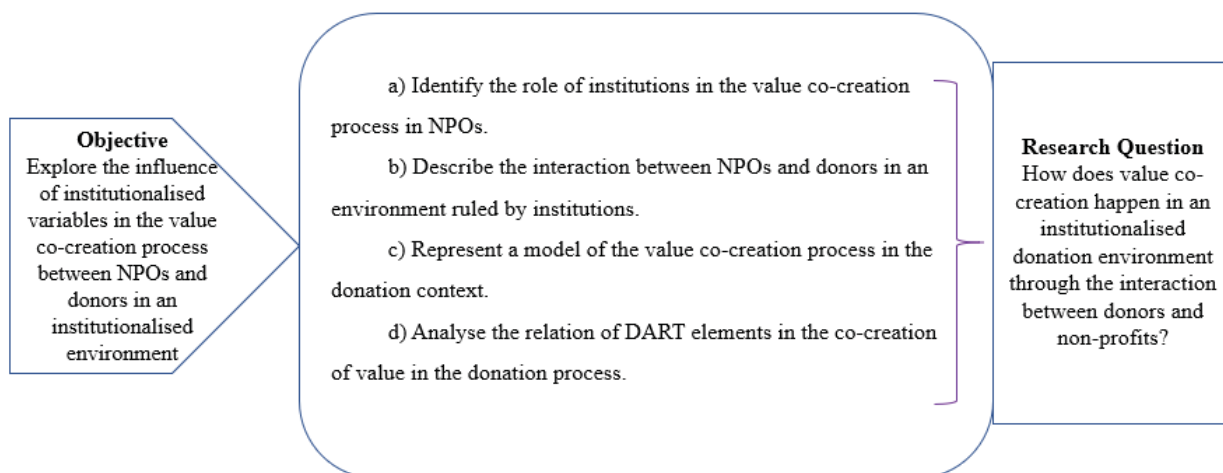 Objective
Explore the influence
of institutionalised
variables in the value
co-creation process
between NPOs and
donors in an
institutionalised
environment
a) Identify the role of institutions in the value co-creation
process in NPOs.
b) Describe the interaction between NPOs and donors in an
environment ruled by institutions.
c) Represent a model of the value co-creation process in the
donation context.
d) Analyse the relation of DART elements in the co-creation
of value in the donation process.
Research Question
How does value co-
creation happen in an
institutionalised
donation environment
through the interaction
between donors and
non-profits?